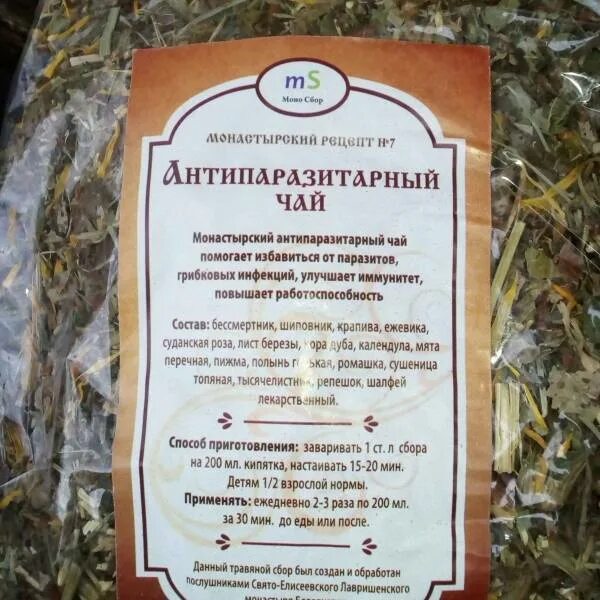 mS
Моно Сбор
МОНАСТЫРСКИЙ РЕЦЕПТ №7
АНТИПАРАЗИТАРНЫЙ
ЧАЙ
Монастырский антипаразитарный чай
помогает избавиться от паразитов,
грибковых инфекций, улучшает иммунитет,
повышает работоспособность
Состав: бессмертник, шиповник, крапива, ежевика,
суданская роза, лист березы, кора дуба, календула, мята
перечная, пижма, полынь горькая, ромашка, сушеница
топяная, тысячелистник, репешок, шалфей
лекарственный.
Способ приготовления: заваривать 1 ст. л сбора
на 200 мл. кипятка, настаивать 15-20 мин.
Детям 1/2 взрослой нормы.
Применять: ежедневно 2-3 раза по 200 мл.
за 30 мин. до еды или после.
Данный травяной сбор был создан и обработан
послушниками Свято-Елисеевского Лавришевского
монастыря